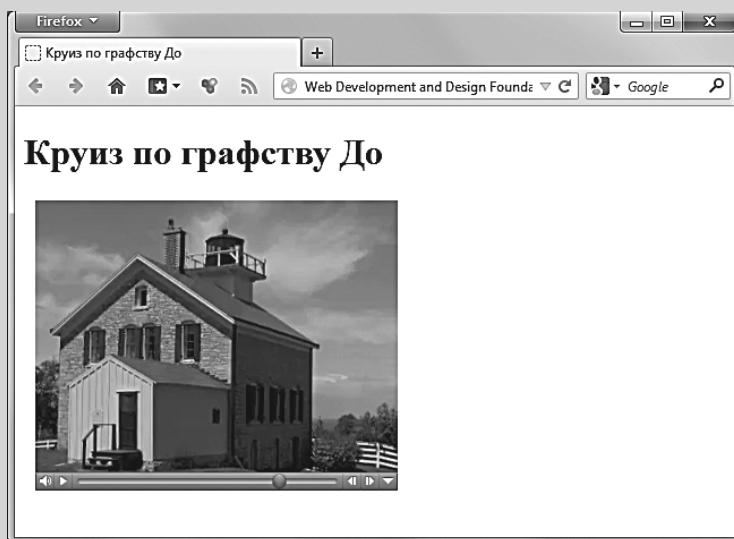 Firefox
Круиз по графству До
Web Development and Design Founda
Google
Круиз по графству До